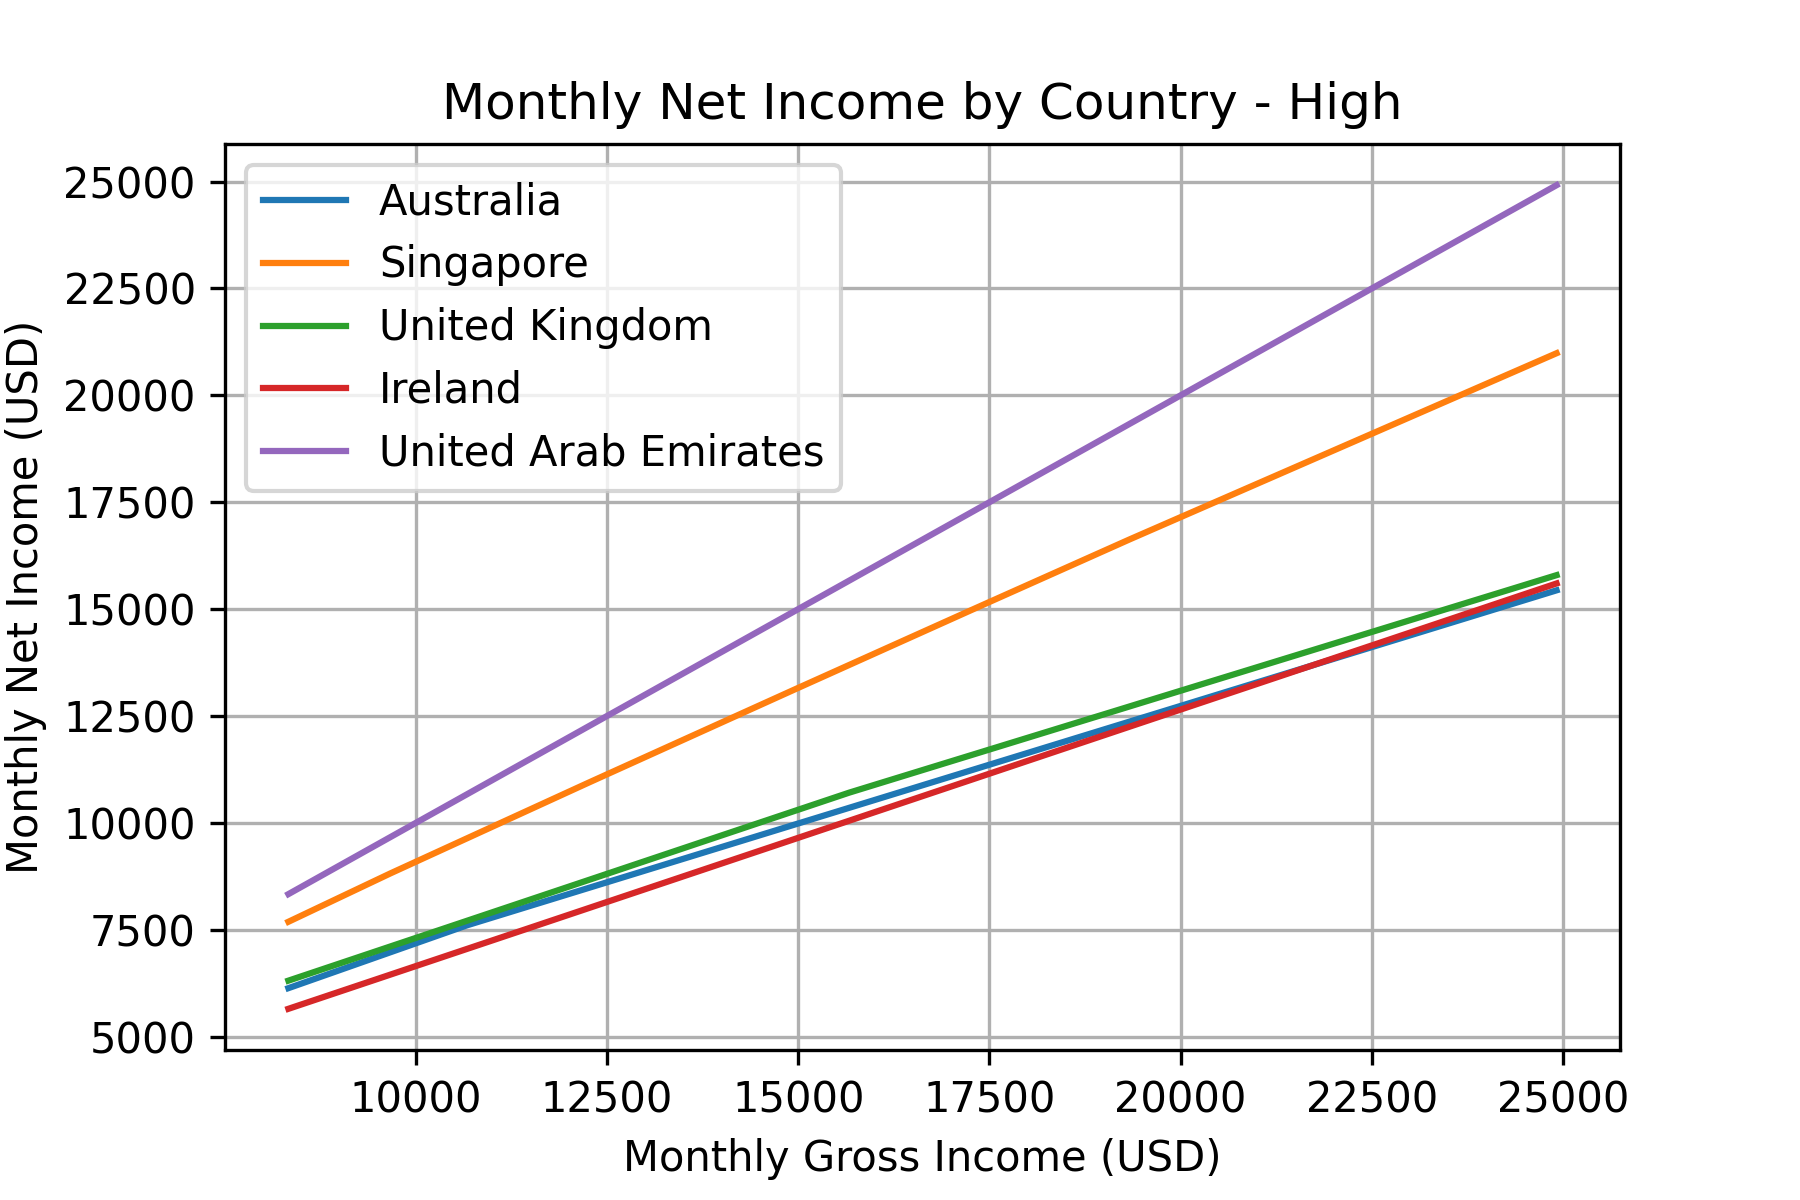 Monthly Net Income by Country - High
Monthly Net Income (USD)
25000
22500
20000
17500
15000
12500
10000
7500
5000
Australia
Singapore
United Kingdom
Ireland
United Arab Emirates
10000 12500 15000 17500 20000 22500 25000
Monthly Gross Income (USD)